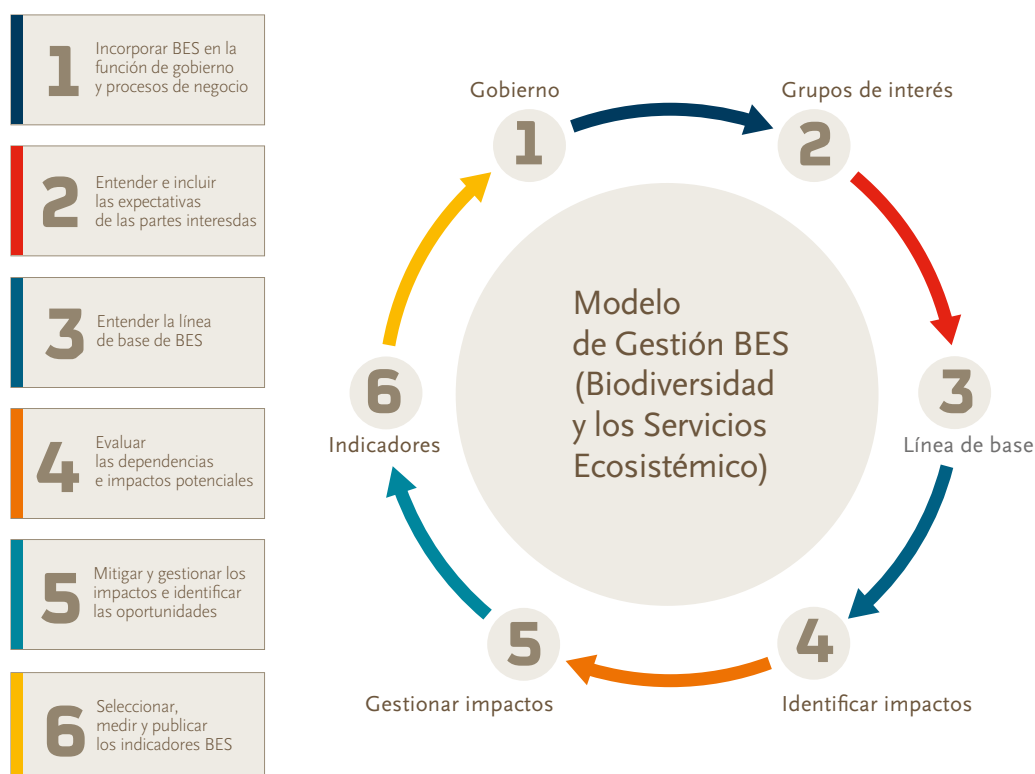 1
Incorporar BES en la
función de gobierno
y procesos de negocio
2
Entender e incluir
las expectativas
de las partes interesdas
3
Entender la línea
de base de BES
4
Evaluar
las dependencias
e impactos potenciales
5
Mitigar y gestionar los
impactos e identificar
las oportunidades
6
Seleccionar,
medir y publicar
los indicadores BES
Gobierno
1
Grupos de interés
2
3
Línea de base
4
Identificar impactos
5
Gestionar impactos
6
Indicadores
Modelo
de Gestión BES
(Biodiversidad
y los Servicios
Ecosistémico)